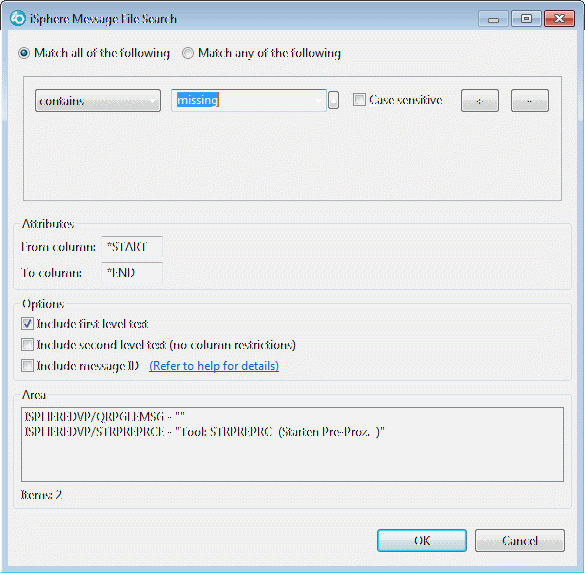 iSphere Message File Search
Match all of the following Match any of the following
contains missing Case sensitive + -
Attributes
From column: *START
To column: *END
Options
Include first level text
Include second level text (no column restrictions)
Include message ID (Refer to help for details)
Area
ISPHEREDVP/QRPGLEMSG - ""
ISPHEREDVP/STRPREPRCE - "Tool: STRPREPRC (Starten Pre-Proz. )"
Items: 2
OK Cancel